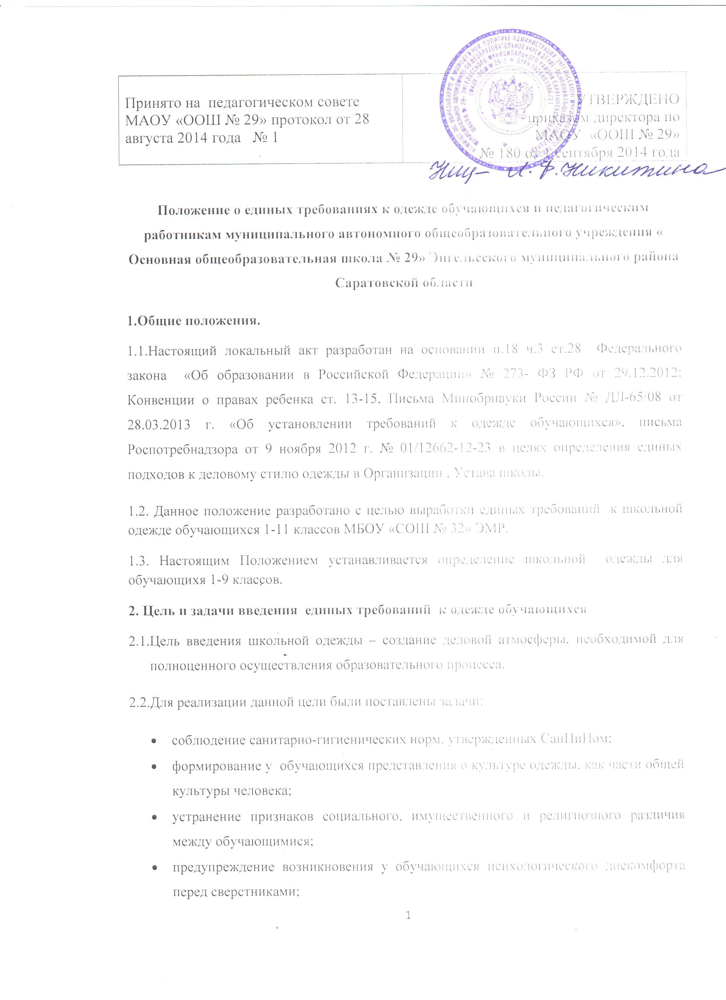 Принято на педагогическом совете
МАОУ «ООШ № 29» протокол от 28
августа 2014 года № 1
УТВЕРЖДЕНО
приказом директора по
МАОУ «ООШ № 29»
№ 180 от 1 сентября 2014 года
Л.Ф.Никитина
Положение о единых требованиях к одежде обучающихся и педагогическим
работникам муниципального автономного общеобразовательного учреждения «
Основная общеобразовательная школа № 29» Энгельсского муниципального района
Саратовской области
1.Общие положения.
1.1.Настоящий локальный акт разработан на основании п.18 ч.3 ст.28 Федерального
закона «Об образовании в Российской Федерации» № 273- ФЗ РФ от 29.12.2012;
Конвенции о правах ребенка ст. 13-15, Письма Минобрнауки России № ДЛ-65/08 от
28.03.2013 г. «Об установлении требований к одежде обучающихся», письма
Роспотребнадзора от 9 ноября 2012 г. № 01/12662-12-23 в целях определения единых
подходов к деловому стилю одежды в Организации , Устава школы.
1.2. Данное положение разработано с целью выработки единых требований к школьной
одежде обучающихся 1-11 классов МБОУ «СОШ № 32» ЭМР.
1.3. Настоящим Положением устанавливается определение школьной одежды для
обучающихя 1-9 классов.
2. Цель и задачи введения единых требований к одежде обучающихся
2.1.Цель введения школьной одежды – создание деловой атмосферы, необходимой для
полноценного осуществления образовательного процесса.
2.2.Для реализации данной цели были поставлены задачи:
• соблюдение санитарно-гигиенических норм, утвержденных СанПиНом;
• формирование у обучающихся представления о культуре одежды, как части общей
культуры человека;
• устранение признаков социального, имущественного и религиозного различия
между обучающимися;
• предупреждение возникновения у обучающихся психологического дискомфорта
перед сверстниками;
1